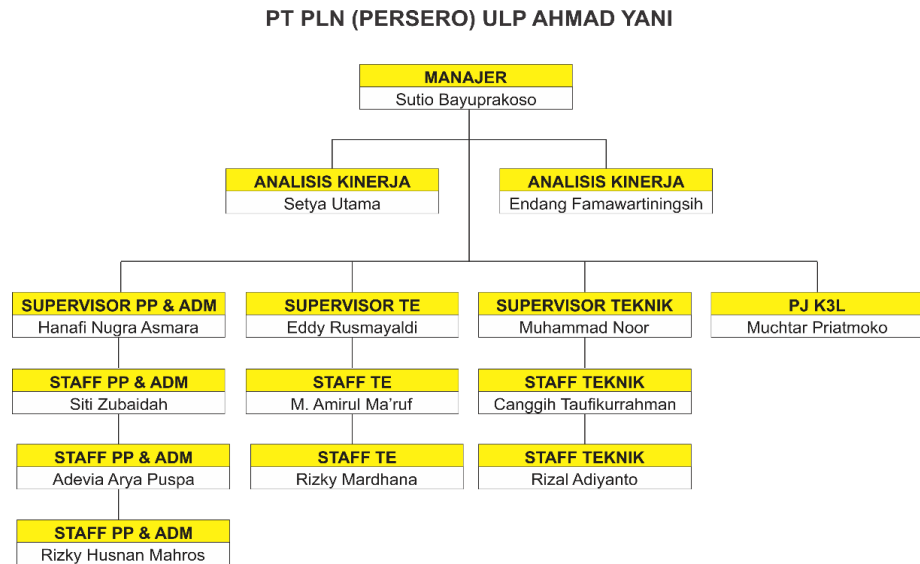 PT PLN (PERSERO) ULP AHMAD YANI
MANAJER
Sutio Bayuprakoso
ANALISIS KINERJA
Setya Utama
ANALISIS KINERJA
Endang Famawartiningsih
SUPERVISOR PP & ADM
Hanafi Nugra Asmara
SUPERVISOR TE
Eddy Rusmayaldi
SUPERVISOR TEKNIK
Muhammad Noor
PJ K3L
Muchtar Priatmoko
STAFF PP & ADM
Siti Zubaidah
STAFF TE
M. Amirul Ma’ruf
STAFF TEKNIK
Canggih Taufikurrahman
STAFF PP & ADM
Adevia Arya Puspa
STAFF TE
Rizky Mardhana
STAFF TEKNIK
Rizal Adiyanto
STAFF PP & ADM
Rizky Husnan Mahros